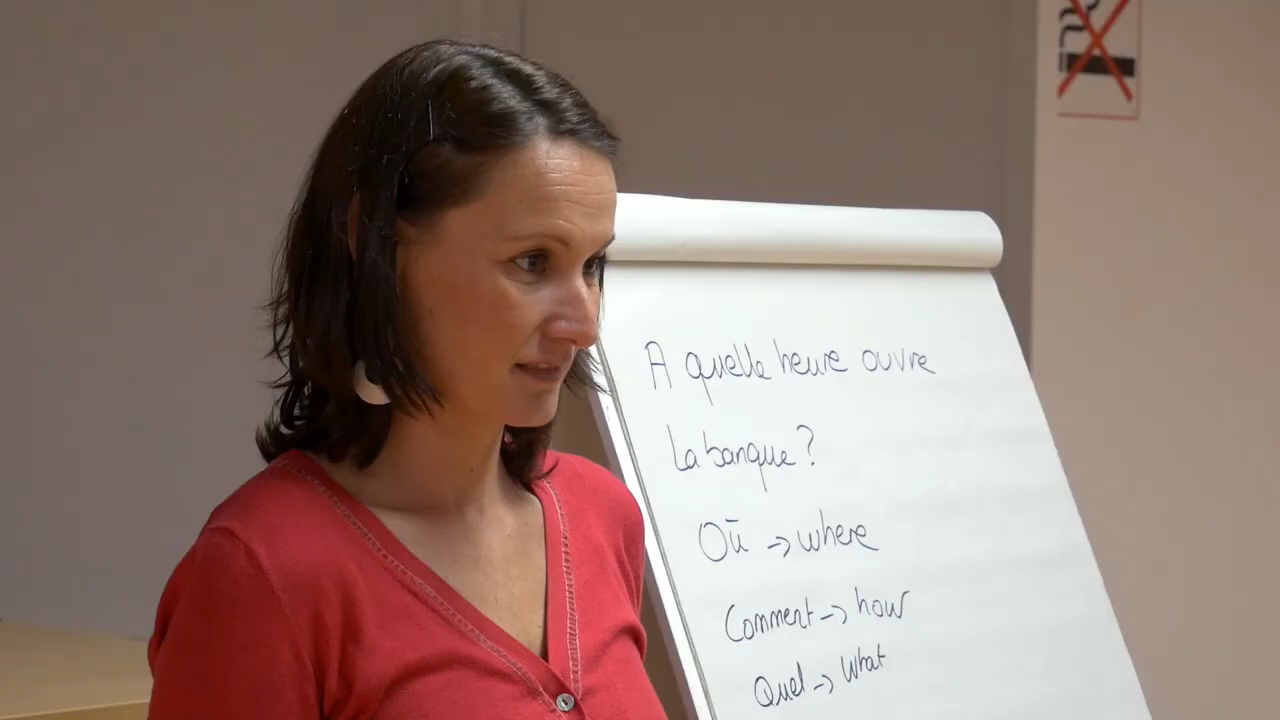 A quelle heure ouvre
la banque?
Où -> where
Comment -> how
Quel -> what